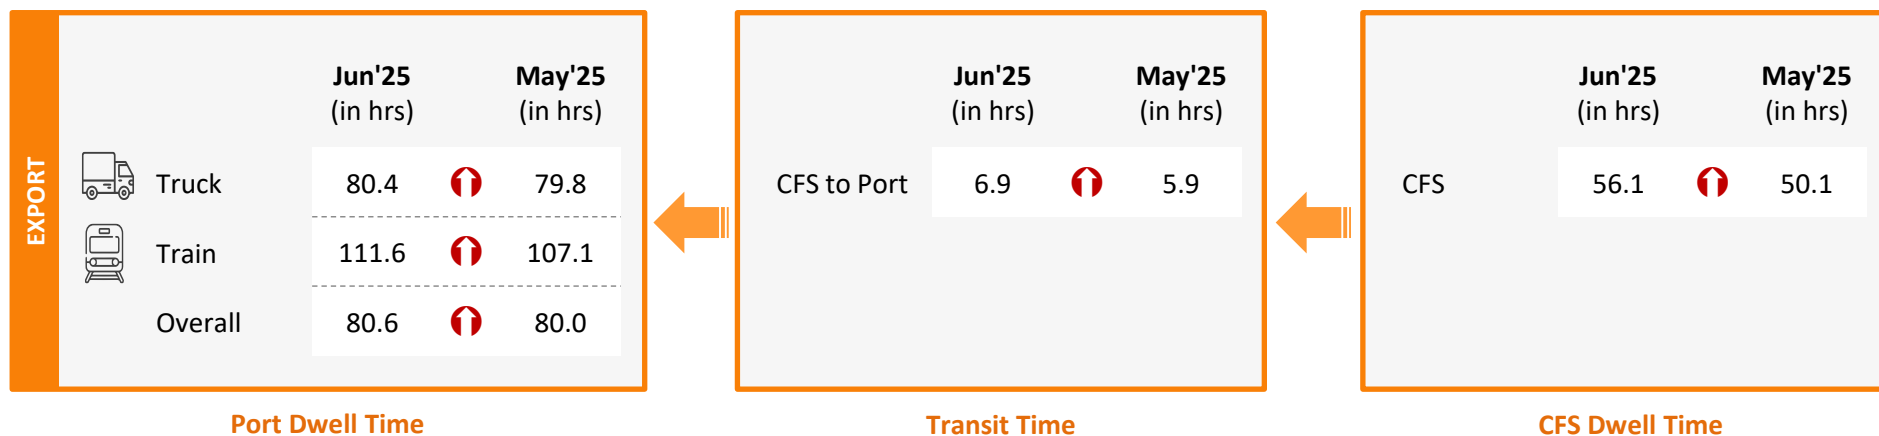 EXPORT
Jun'25 May'25
(in hrs) (in hrs)
Truck 80.4 79.8
Train 111.6 107.1
Overall 80.6 80.0
Port Dwell Time
Jun'25 May'25
(in hrs) (in hrs)
CFS to Port 6.9 5.9
Transit Time
Jun'25 May'25
(in hrs) (in hrs)
CFS 56.1 50.1
CFS Dwell Time